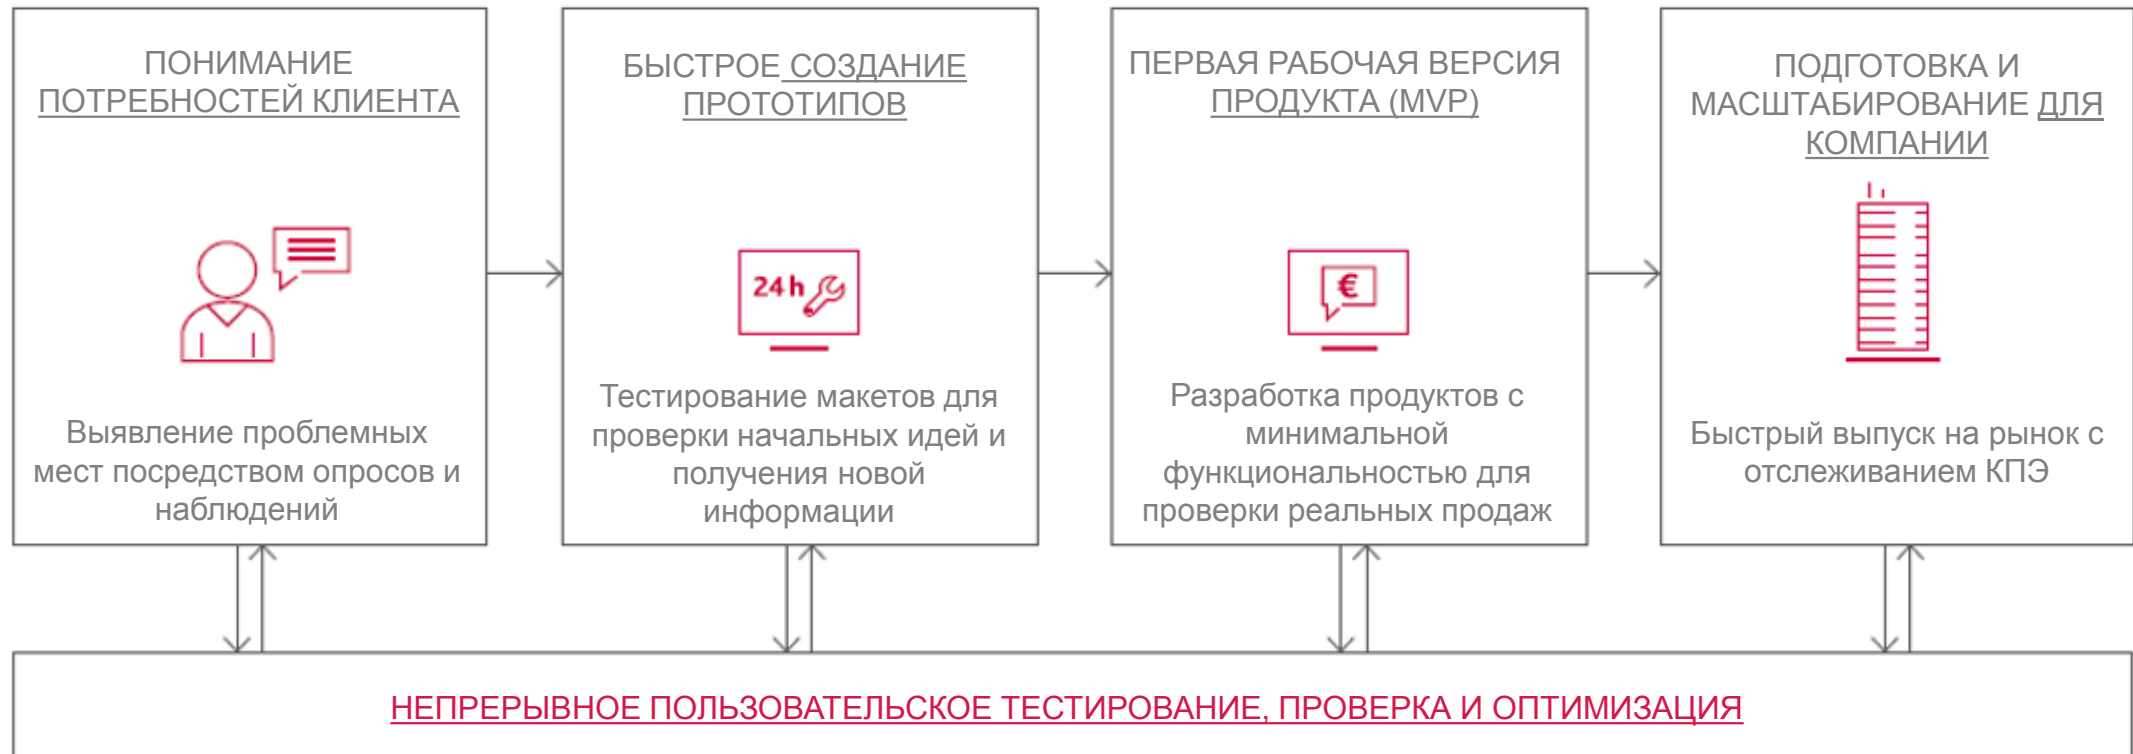 ПОНИМАНИЕ
ПОТРЕБНОСТЕЙ КЛИЕНТА
Выявление проблемных
мест посредством опросов и
наблюдений
БЫСТРОЕ СОЗДАНИЕ
ПРОТОТИПОВ
24 h
Тестирование макетов для
проверки начальных идей и
получения новой
информации
ПЕРВАЯ РАБОЧАЯ ВЕРСИЯ
ПРОДУКТА (MVP)
€
Разработка продуктов с
минимальной
функциональностью для
проверки реальных продаж
ПОДГОТОВКА И
МАСШТАБИРОВАНИЕ ДЛЯ
КОМПАНИИ
Быстрый выпуск на рынок с
отслеживанием КПЭ
НЕПРЕРЫВНОЕ ПОЛЬЗОВАТЕЛЬСКОЕ ТЕСТИРОВАНИЕ, ПРОВЕРКА И ОПТИМИЗАЦИЯ